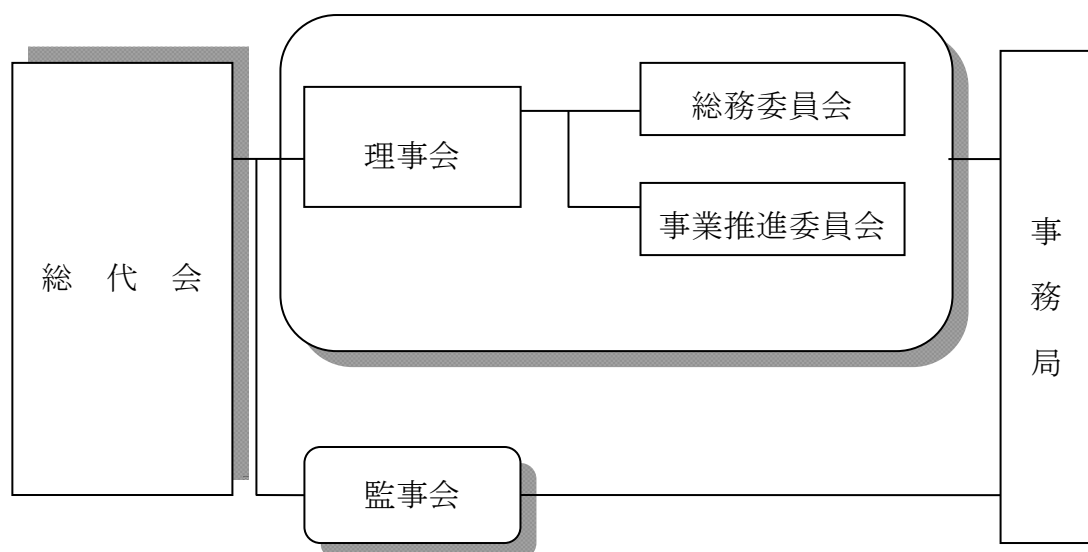 総代会
理事会
総務委員会
事業推進委員会
監事会
事務局